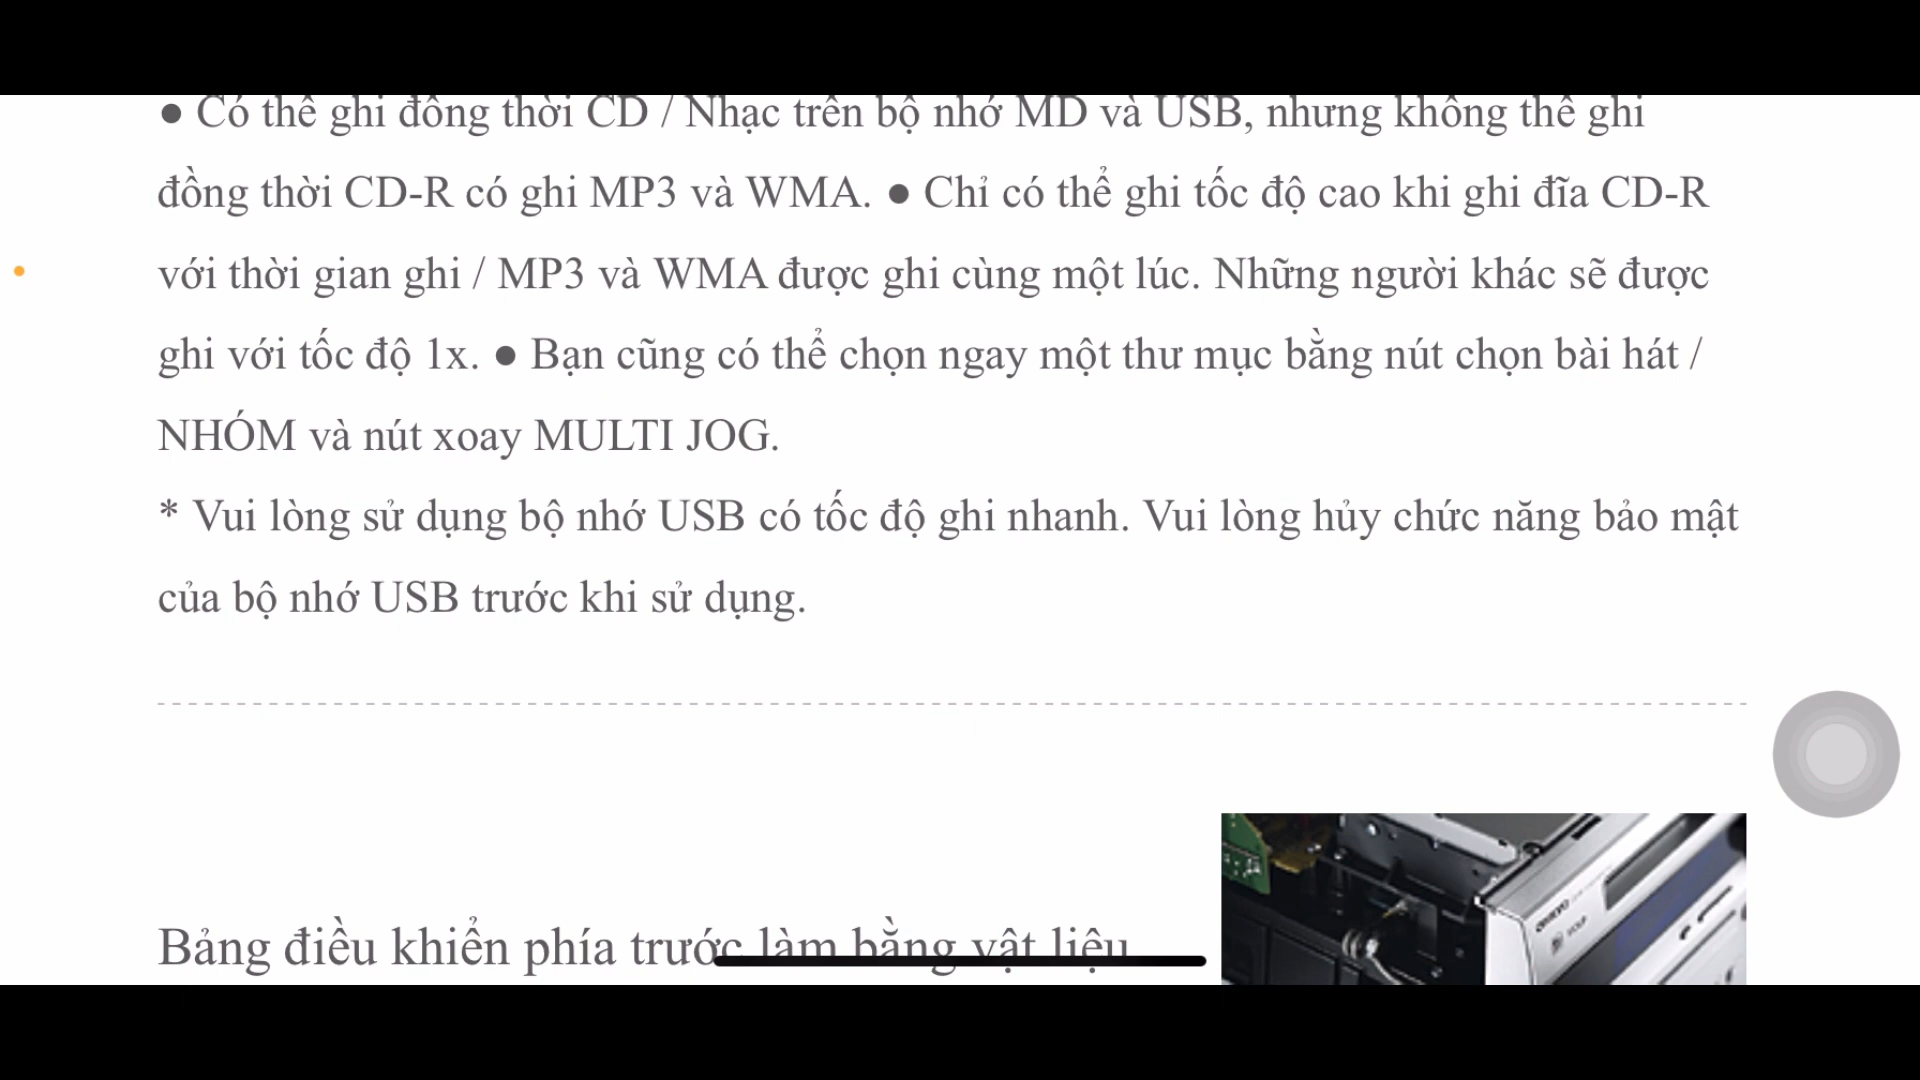 ● Có thể ghi đồng thời CD / Nhạc trên bộ nhớ MD và USB, nhưng không thể ghi
đồng thời CD-R có ghi MP3 và WMA. ● Chỉ có thể ghi tốc độ cao khi ghi đĩa CD-R
với thời gian ghi / MP3 và WMA được ghi cùng một lúc. Những người khác sẽ được
ghi với tốc độ 1x. ● Bạn cũng có thể chọn ngay một thư mục bằng nút chọn bài hát /
NHÓM và nút xoay MULTI JOG.
* Vui lòng sử dụng bộ nhớ USB có tốc độ ghi nhanh. Vui lòng hủy chức năng bảo mật
của bộ nhớ USB trước khi sử dụng.
Bảng điều khiển phía trước làm bằng vật liệu
ONKYO